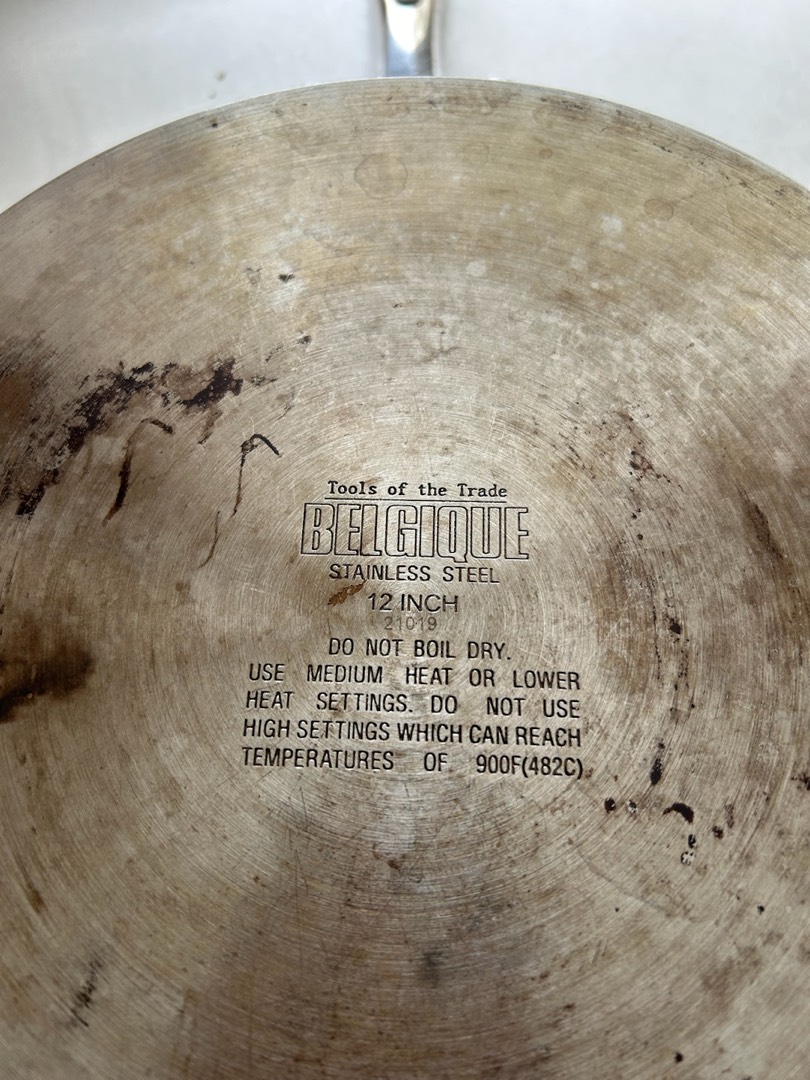 Tools of the Trade
BELGIQUE
STAINLESS STEEL
12 INCH
21019
DO NOT BOIL DRY.
USE MEDIUM HEAT OR LOWER
HEAT SETTINGS. DO NOT USE
HIGH SETTINGS WHICH CAN REACH
TEMPERATURES OF 900F(482C).